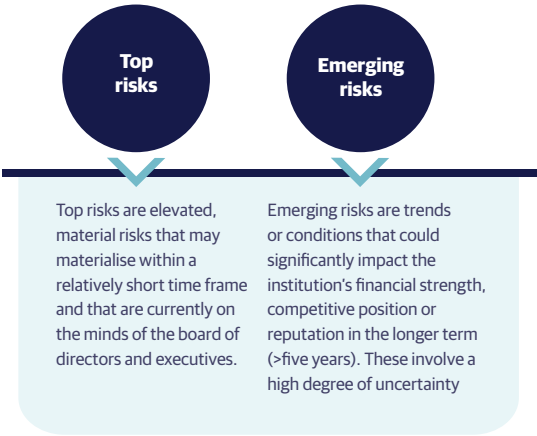 Top
risks
Emerging
risks
Top risks are elevated,
material risks that may
materialise within a
relatively short time frame
and that are currently on
the minds of the board of
directors and executives.
Emerging risks are trends
or conditions that could
significantly impact the
institution's financial strength,
competitive position or
reputation in the longer term
(>five years). These involve a
high degree of uncertainty